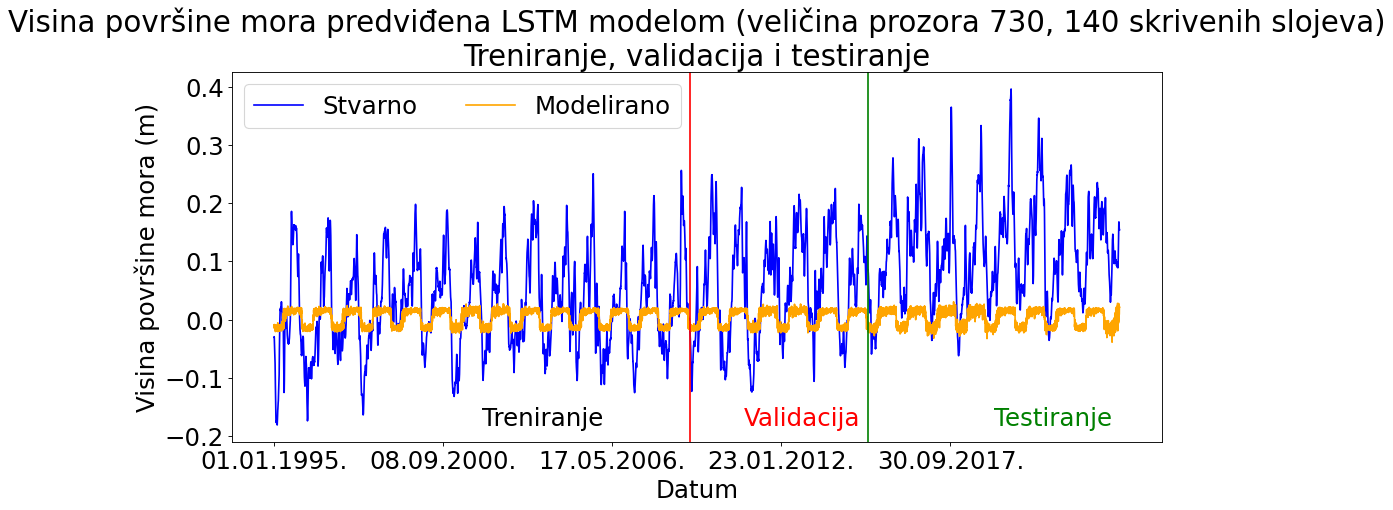 Visina površine mora predviđena LSTM modelom (veličina prozora 730, 140 skrivenih slojeva)
Treniranje, validacija i testiranje
Stvarno
Modelirano
Visina površine mora (m)
0.4
0.3
0.2
0.1
0.0
−0.1
−0.2
Treniranje
Validacija
Testiranje
01.01.1995.
08.09.2000.
17.05.2006.
23.01.2012.
30.09.2017.
Datum